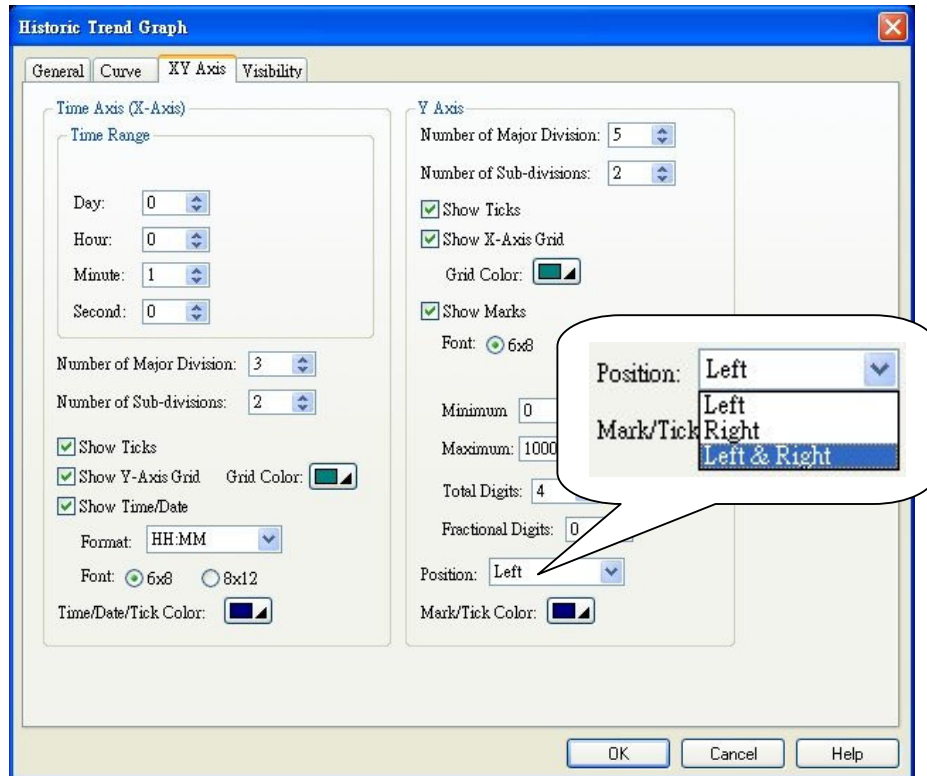 Historic Trend Graph
General Curve XY Axis Visibility
Time Axis (X-Axis)
Time Range
Day: 0
Hour: 0
Minute: 1
Second: 0
Number of Major Division: 3
Number of Sub-divisions: 2
Show Ticks
Show Y-Axis Grid Grid Color:
Show Time/Date
Format: HH:MM
Font: 6x8 8x12
Time/Date/Tick Color:
Y Axis
Number of Major Division: 5
Number of Sub-divisions: 2
Show Ticks
Show X-Axis Grid
Grid Color:
Show Marks
Font: 6x8
Minimum 0
Maximum: 1000
Total Digits: 4
Fractional Digits: 0
Position: Left
Mark/Tick Color:
Position: Left
Left
Mark/Tick Right
Left & Right
OK Cancel Help